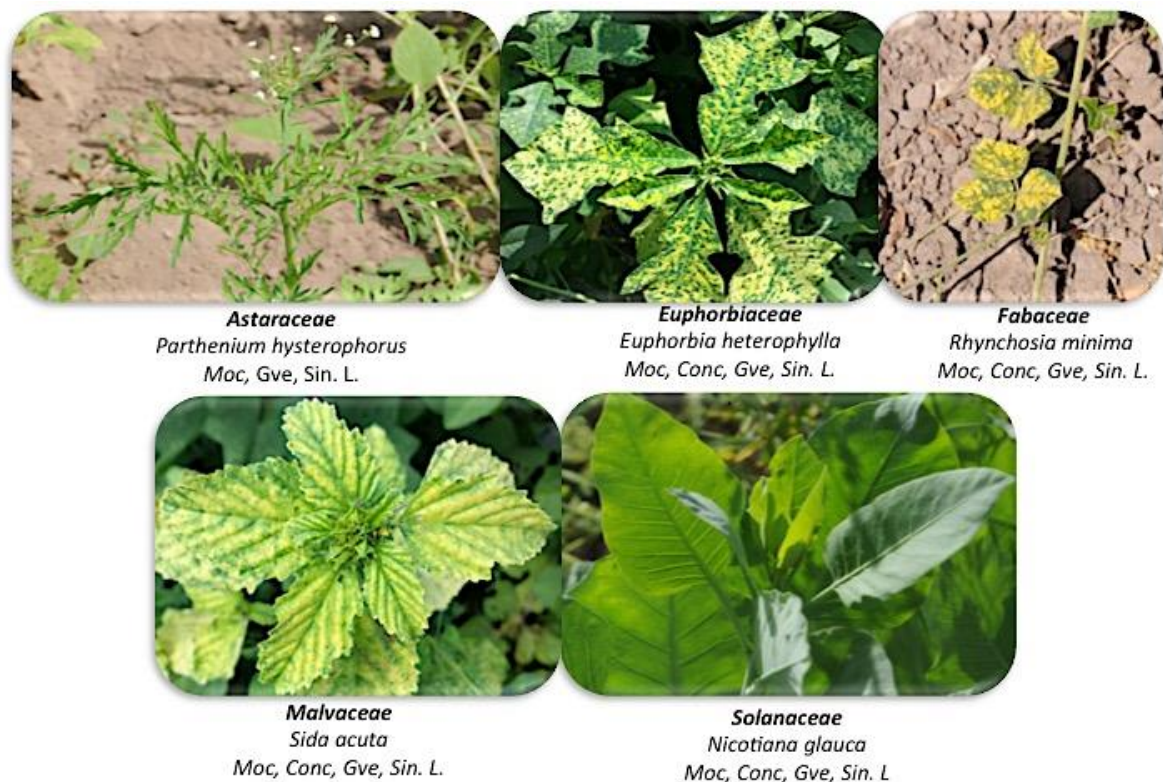 Astaraceae
Parthenium hysterophorus
Moc, Gve, Sin. L.
Euphorbiaceae
Euphorbia heterophylla
Moc, Conc, Gve, Sin. L.
Fabaceae
Rhynchosia minima
Moc, Conc, Gve, Sin. L.
Malvaceae
Sida acuta
Moc, Conc, Gve, Sin. L.
Solanaceae
Nicotiana glauca
Moc, Conc, Gve, Sin. L